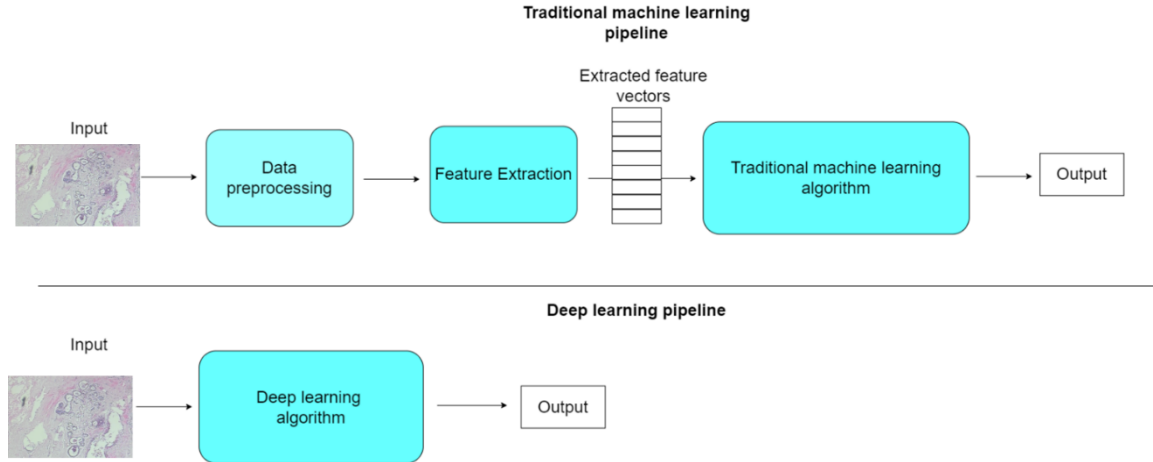 Traditional machine learning
pipeline
Extracted feature
vectors
Input
Data
preprocessing
Feature Extraction
Traditional machine learning
algorithm
Output
Deep learning pipeline
Input
Deep learning
algorithm
Output